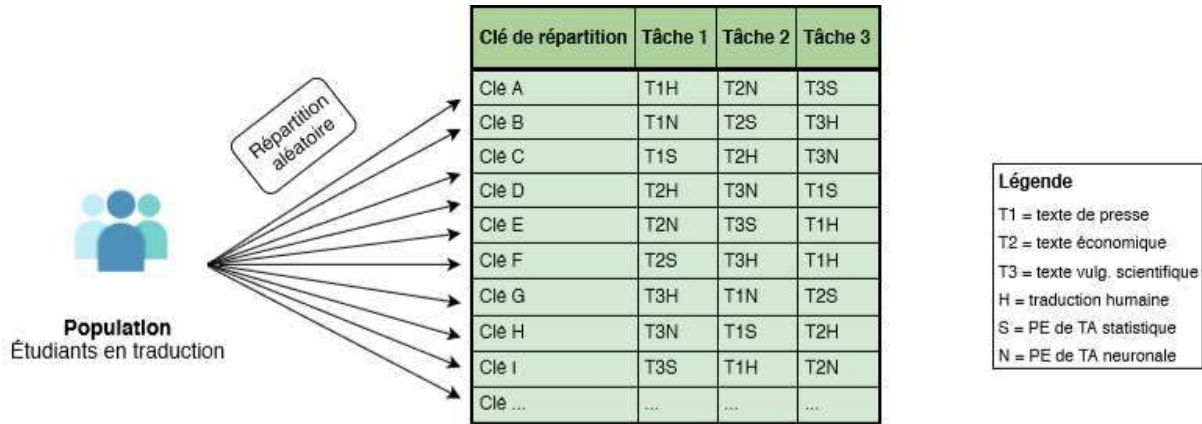 Clé de répartition Tâche 1 Tâche 2 Tâche 3
Clé A T1H T2N T3S
Clé B T1N T2S T3H
Clé C T1S T2H T3N
Clé D T2H T3N T1S
Clé E T2N T3S T1H
Clé F T2S T3H T1H
Clé G T3H T1N T2S
Clé H T3N T1S T2H
Clé I T3S T1H T2N
Clé ... ... ... ...
Répartition
aléatoire
Population
Étudiants en traduction
Légende
T1 = texte de presse
T2 = texte économique
T3 = texte vulg. scientifique
H = traduction humaine
S = PE de TA statistique
N = PE de TA neuronale